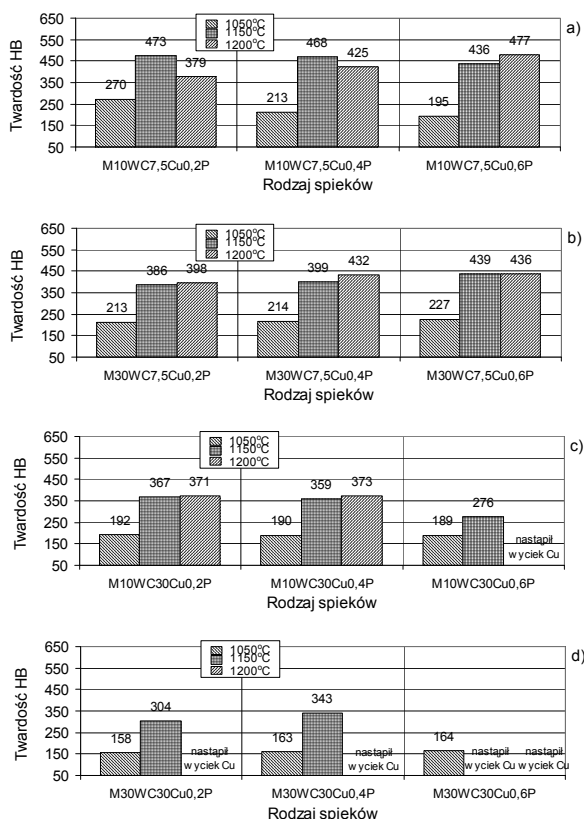 a)
Twardość HB
650
550
450
350
250
150
50
1050°C
1150°C
1200°C
270
473
379
213
468
425
195
436
477
M10WC7,5Cu0,2P
M10WC7,5Cu0,4P
M10WC7,5Cu0,6P
Rodzaj spieków
b)
Twardość HB
650
550
450
350
250
150
50
1050°C
1150°C
1200°C
213
386
398
214
399
432
227
439
436
M30WC7,5Cu0,2P
M30WC7,5Cu0,4P
M30WC7,5Cu0,6P
Rodzaj spieków
c)
Twardość HB
650
550
450
350
250
150
50
1050°C
1150°C
1200°C
192
367
371
190
359
373
189
276
nastąpił
wyciek Cu
M10WC30Cu0,2P
M10WC30Cu0,4P
M10WC30Cu0,6P
Rodzaj spieków
d)
Twardość HB
650
550
450
350
250
150
50
1050°C
1150°C
1200°C
158
304
nastąpił
wyciek Cu
163
343
nastąpił
wyciek Cu
164
nastąpił
wyciek Cu
nastąpił
wyciek Cu
M30WC30Cu0,2P
M30WC30Cu0,4P
M30WC30Cu0,6P
Rodzaj spieków